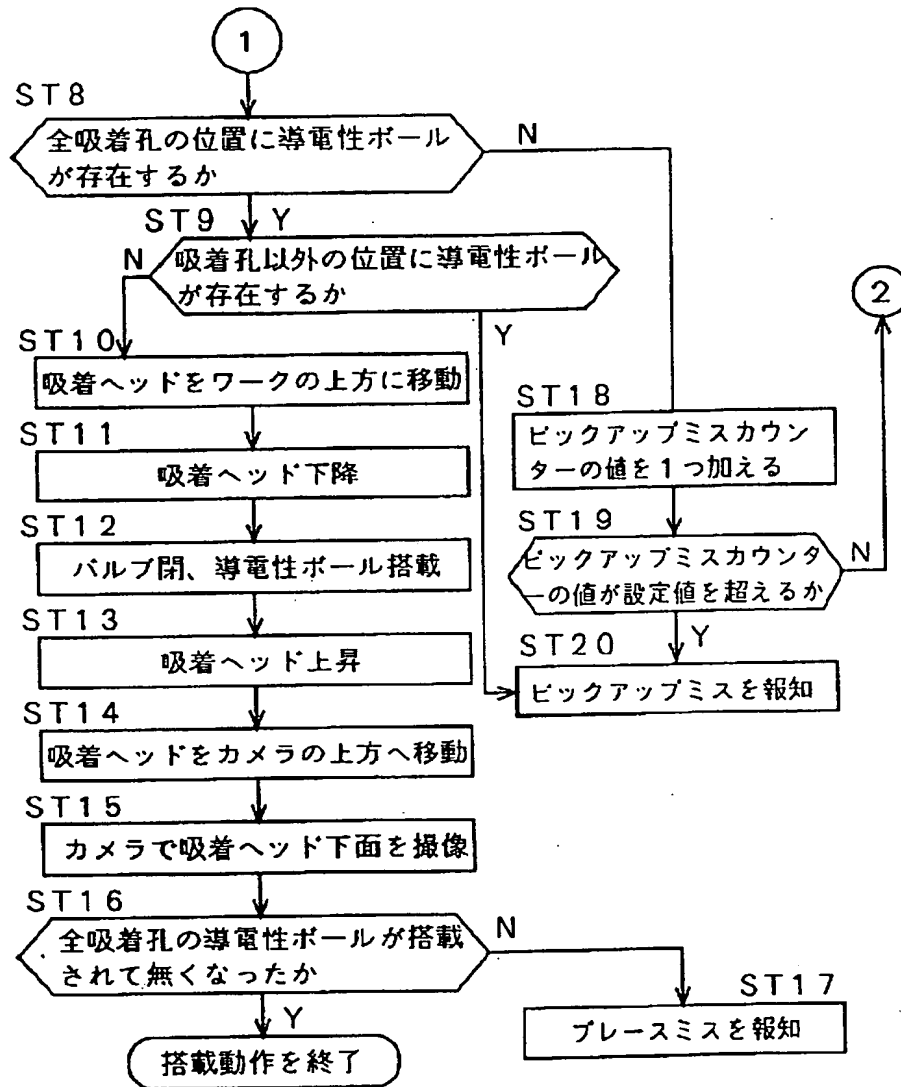 1
ST8
全吸着孔の位置に導電性ボール
が存在するか
N
Y
ST9
吸着孔以外の位置に導電性ボール
が存在するか
N
Y
2
ST10
吸着ヘッドをワークの上方に移動
ST11
吸着ヘッド下降
ST12
バルブ閉、導電性ボール搭載
ST13
吸着ヘッド上昇
ST14
吸着ヘッドをカメラの上方へ移動
ST15
カメラで吸着ヘッド下面を撮像
ST16
全吸着孔の導電性ボールが搭載
されて無くなったか
N
Y
搭載動作を終了
ST17
プレースミスを報知
ST18
ピックアップミスカウン
ターの値を1つ加える
ST19
ピックアップミスカウンタ
ーの値が設定値を超えるか
N
Y
ST20
ピックアップミスを報知